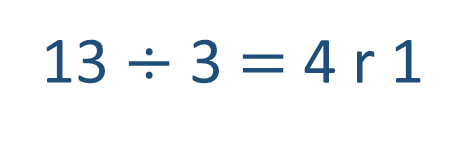 13 ÷ 3 = 4 r 1